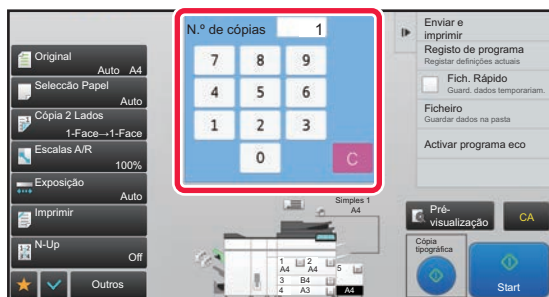 N.º de cópias 1
7 8 9
4 5 6
1 2 3
0 C
Original
Auto A4
Seleccão Papel
Auto
Cópia 2 Lados
1-Face→1-Face
Escalas A/R
100%
Exposição
Auto
Imprimir
N-Up
Off
Outros
Simples 1
A4
1 2
A4 A4
5
3 B4
4 A3 A4
Enviar e
imprimir
Registo de programa
Registar definições actuais
Fich. Rápido
Guard. dados temporariam.
Ficheiro
Guardar dados na pasta
Activar programa eco
Pré-
visualização
CA
Cópia
tipográfica
Start